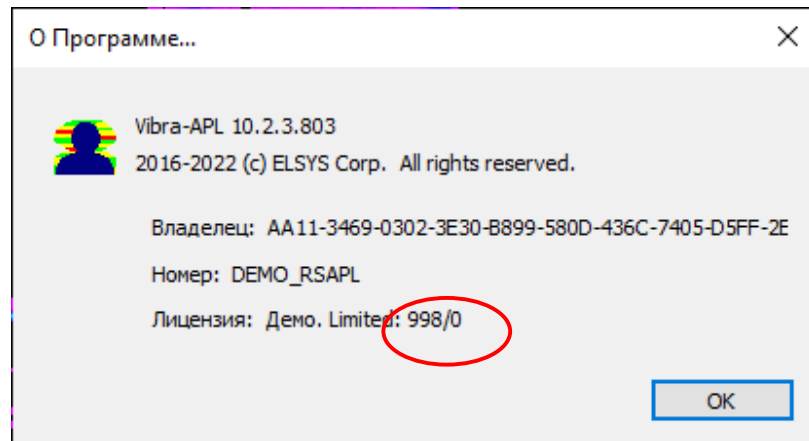 О Программе...
Vibra-APL 10.2.3.803
2016-2022 (c) ELSYS Corp. All rights reserved.
Владелец: AA11-3469-0302-3E30-B899-580D-436C-7405-D5FF-2E
Номер: DEMO_RSAPL
Лицензия: Демо. Limited: 998/0
OK